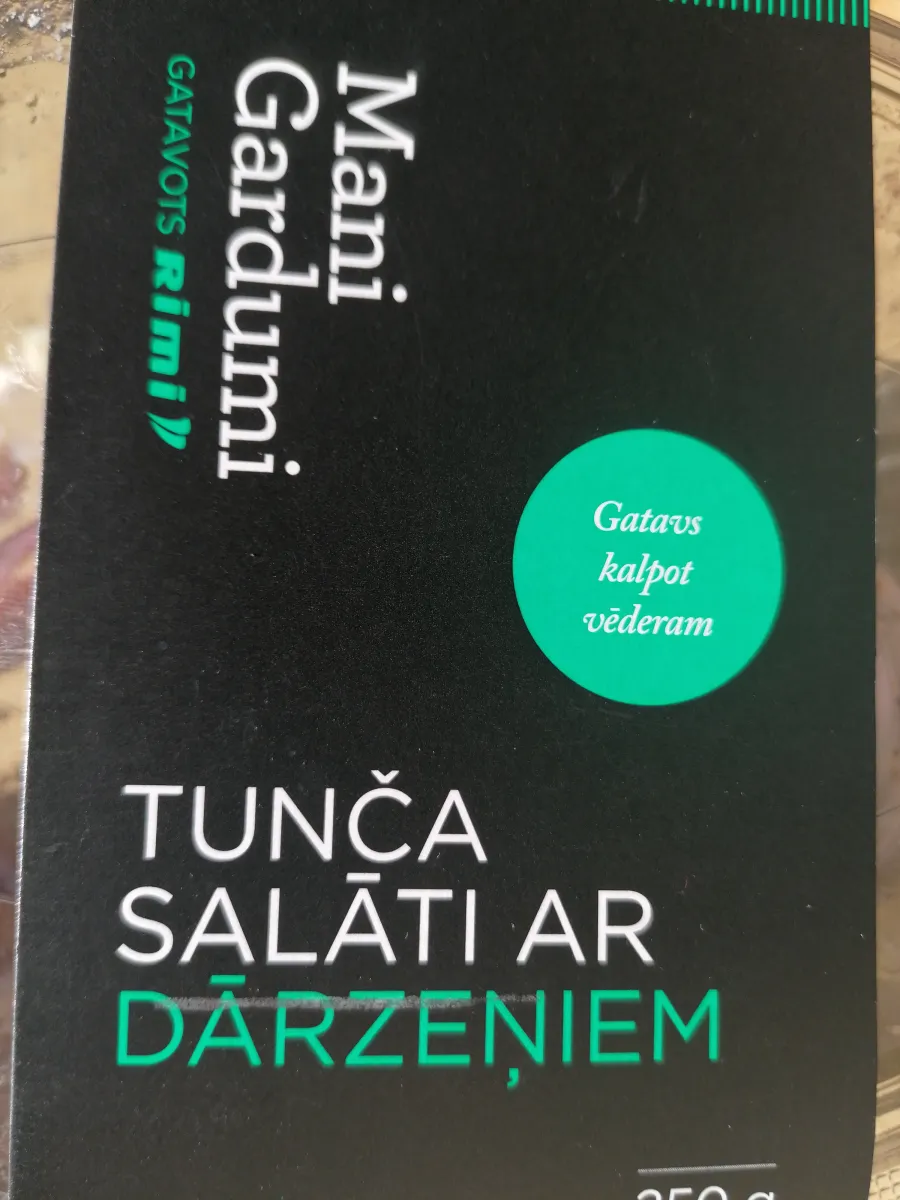 Mani
Gardumi
GATAVOTS Rimi
Gatavs
kalpot
vēderam
TUNČA
SALĀTI AR
DĀRZEŅIEM